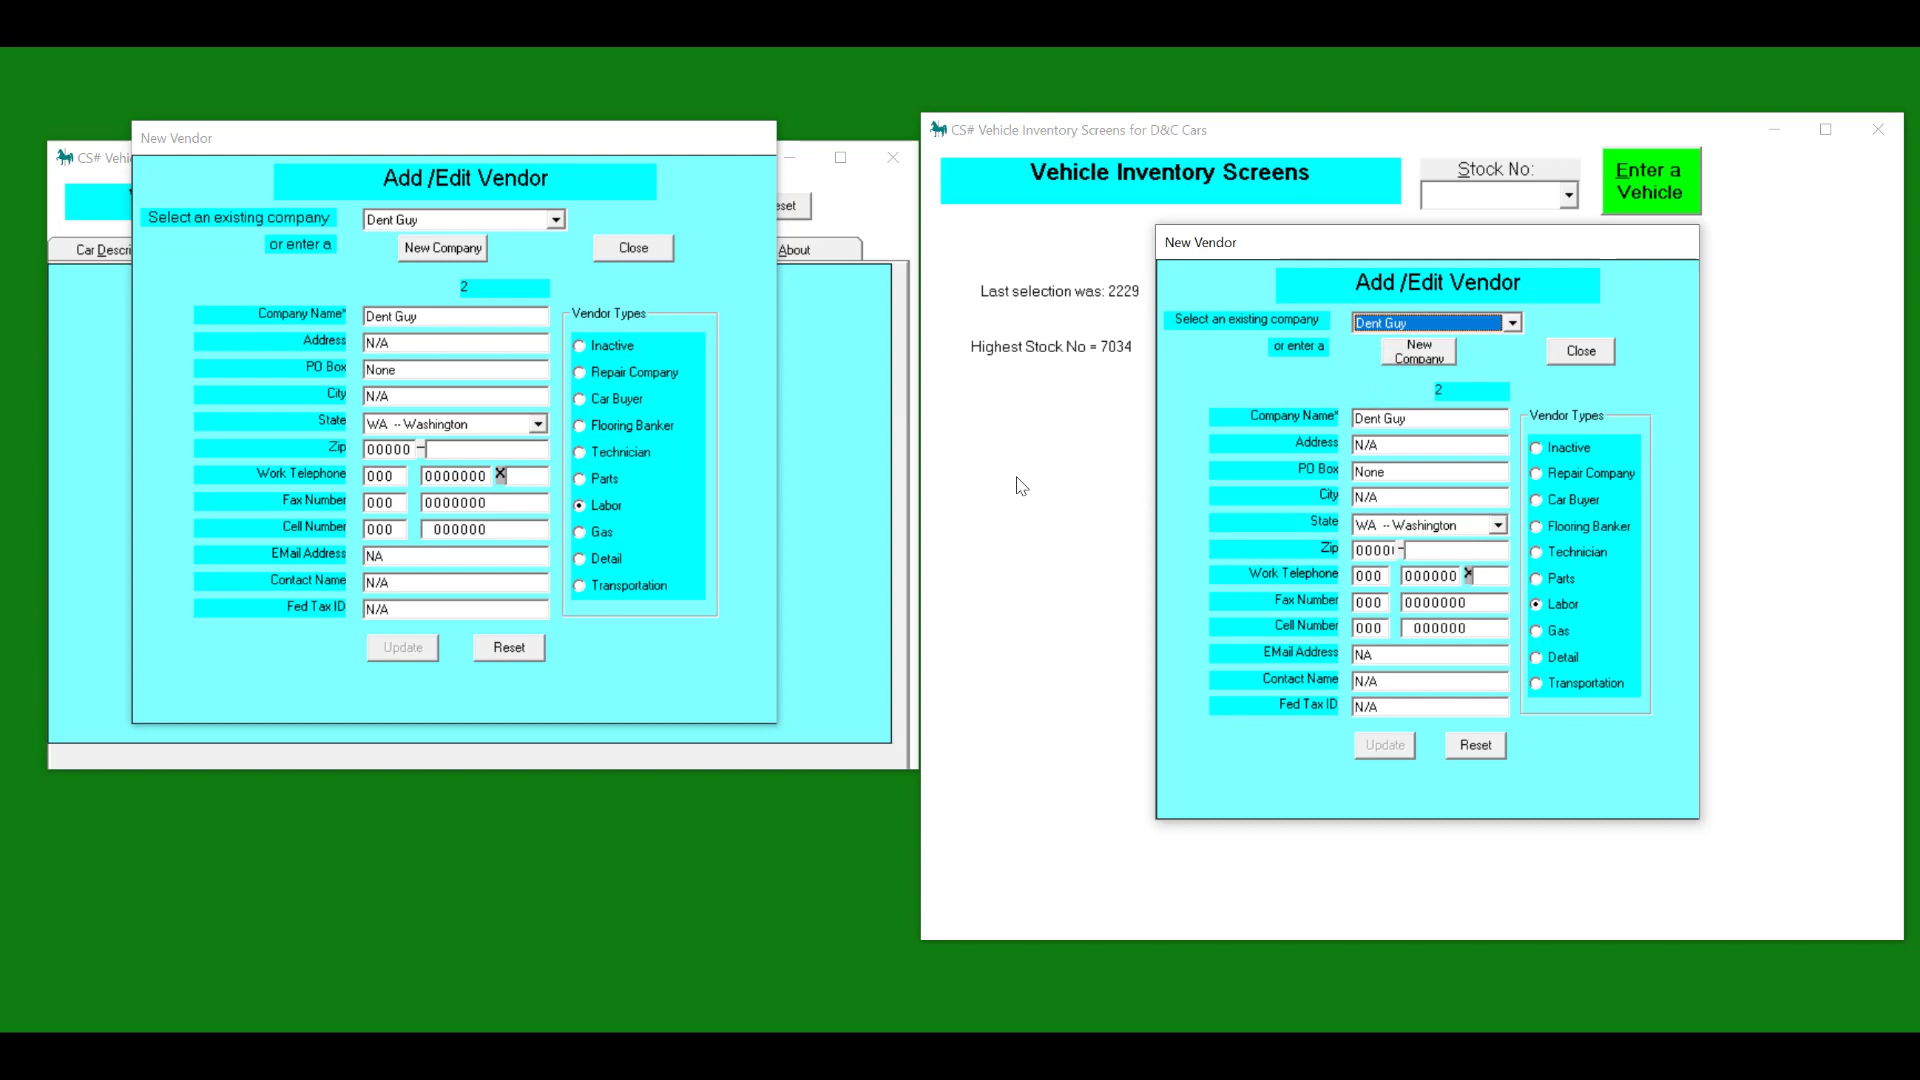 New Vendor
CS# Vehi
Add /Edit Vendor
Select an existing company
Dent Guy
or enter a
New Company
Close
eset
Car Descri
About
2
Company Name*
Dent Guy
Address
N/A
PO Box
None
City
N/A
State
WA -- Washington
Zip
00000 -
Work Telephone
000
0000000
X
Fax Number
000
0000000
Cell Number
000
000000
EMail Address
NA
Contact Name
N/A
Fed Tax ID
N/A
Vendor Types
Inactive
Repair Company
Car Buyer
Flooring Banker
Technician
Parts
Labor
Gas
Detail
Transportation
Update
Reset
CS# Vehicle Inventory Screens for D&C Cars
Vehicle Inventory Screens
Stock No:
Enter a
Vehicle
Last selection was: 2229
Highest Stock No = 7034
New Vendor
Add /Edit Vendor
Select an existing company
Dent Guy
or enter a
New
Company
Close
2
Company Name*
Dent Guy
Address
N/A
PO Box
None
City
N/A
State
WA -- Washington
Zip
0000 -
Work Telephone
000
000000
X
Fax Number
000
0000000
Cell Number
000
000000
EMail Address
NA
Contact Name
N/A
Fed Tax ID
N/A
Vendor Types
Inactive
Repair Company
Car Buyer
Flooring Banker
Technician
Parts
Labor
Gas
Detail
Transportation
Update
Reset